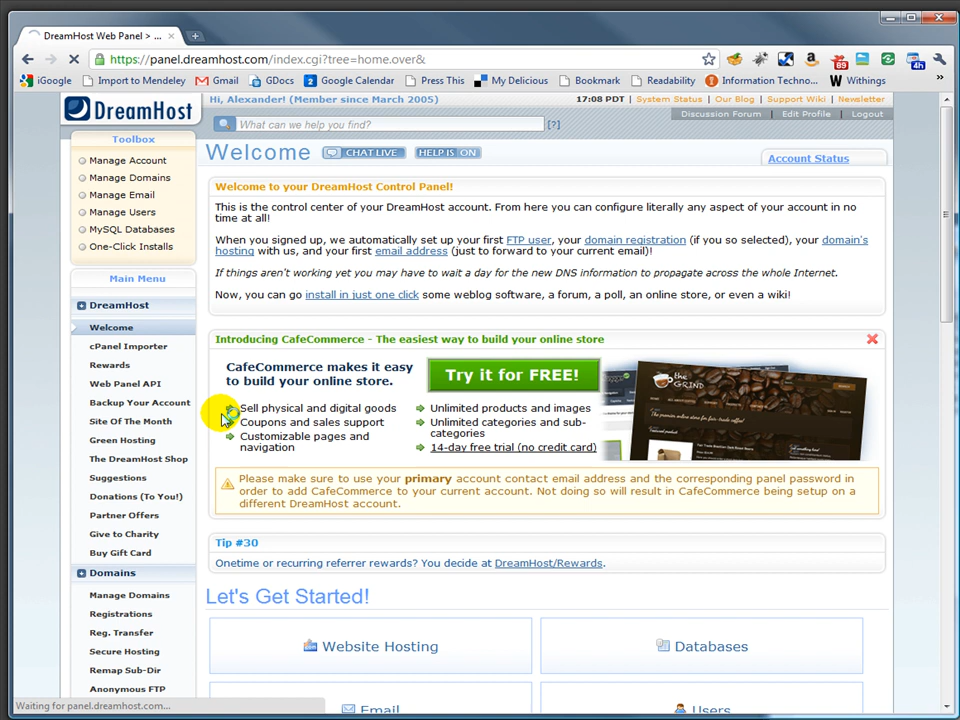 DreamHost Web Panel > ...
https://panel.dreamhost.com/index.cgi?tree=home.over&
iGoogle Import to Mendeley Gmail GDocs Google Calendar Press This My Delicious Bookmark Readability Information Techno... Withings »
DreamHost
Hi, Alexander! (Member since March 2005)
17:08 PDT | System Status | Our Blog | Support Wiki | Newsletter
What can we help you find? [?]
Discussion Forum | Edit Profile | Logout
Toolbox
Manage Account
Manage Domains
Manage Email
Manage Users
MySQL Databases
One-Click Installs
Main Menu
DreamHost
Welcome
cPanel Importer
Rewards
Web Panel API
Backup Your Account
Site Of The Month
Green Hosting
The DreamHost Shop
Suggestions
Donations (To You!)
Partner Offers
Give to Charity
Buy Gift Card
Domains
Manage Domains
Registrations
Reg. Transfer
Secure Hosting
Remap Sub-Dir
Anonymous FTP
Welcome CHAT LIVE HELP IS ON
Account Status
Welcome to your DreamHost Control Panel!
This is the control center of your DreamHost account. From here you can configure literally any aspect of your account in no
time at all!
When you signed up, we automatically set up your first FTP user, your domain registration (if you so selected), your domain's
hosting with us, and your first email address (just to forward to your current email)!
If things aren't working yet you may have to wait a day for the new DNS information to propagate across the whole Internet.
Now, you can go install in just one click some weblog software, a forum, a poll, an online store, or even a wiki!
Introducing CafeCommerce - The easiest way to build your online store
CafeCommerce makes it easy
to build your online store.
Try it for FREE!
Sell physical and digital goods
Coupons and sales support
Customizable pages and
navigation
Unlimited products and images
Unlimited categories and sub-
categories
14-day free trial (no credit card)
the GRIND
Please make sure to use your primary account contact email address and the corresponding panel password in
order to add CafeCommerce to your current account. Not doing so will result in CafeCommerce being setup on a
different DreamHost account.
Tip #30
Onetime or recurring referrer rewards? You decide at DreamHost/Rewards.
Let's Get Started!
Website Hosting
Databases
Email
Users
Waiting for panel.dreamhost.com...